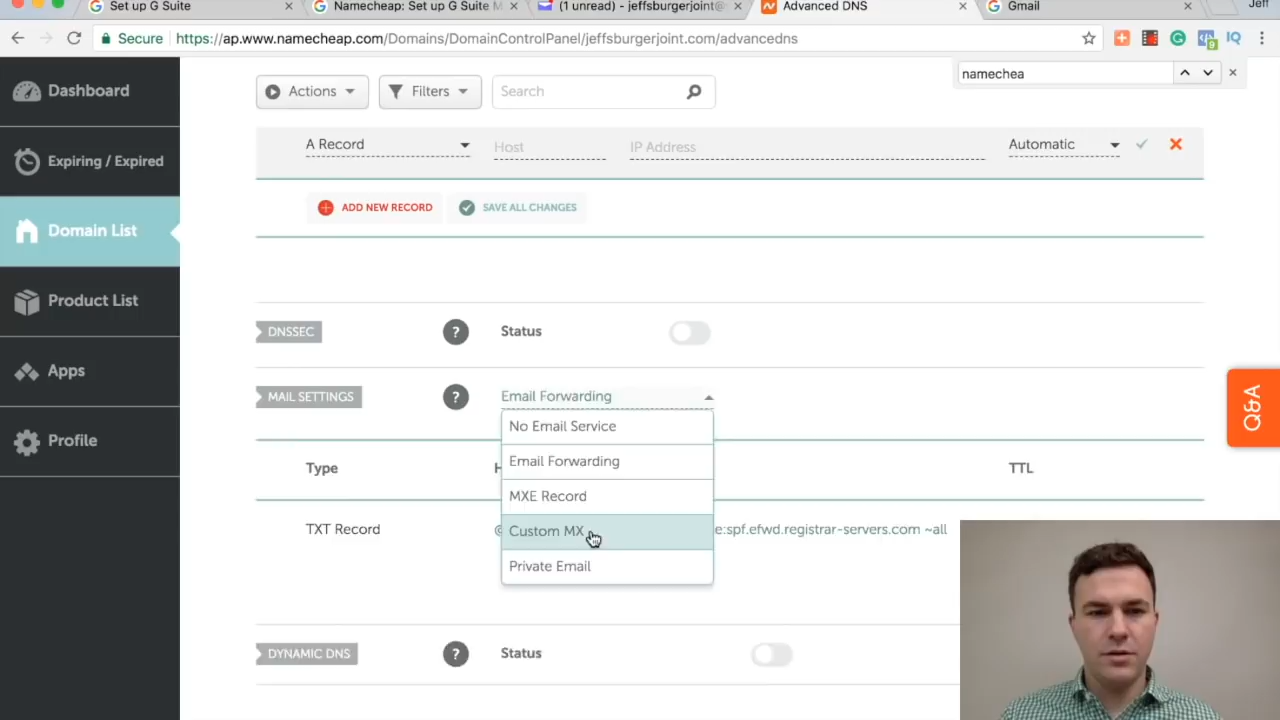 Set up G Suite
Namecheap: Set up G Suite M
(1 unread) - jeffsburgerjoint@
Advanced DNS
Gmail
Jeff
Secure
https://ap.www.namecheap.com/Domains/DomainControlPanel/jeffsburgerjoint.com/advancedns
9
IQ
namechea
Dashboard
Expiring / Expired
Domain List
Product List
Apps
Profile
Actions
Filters
Search
A Record
Host
IP Address
Automatic
ADD NEW RECORD
SAVE ALL CHANGES
DNSSEC
?
Status
MAIL SETTINGS
?
Email Forwarding
No Email Service
Email Forwarding
MXE Record
Custom MX
Private Email
Type
H
TTL
TXT Record
e:spf.efwd.registrar-servers.com ~all
DYNAMIC DNS
?
Status
Q&A